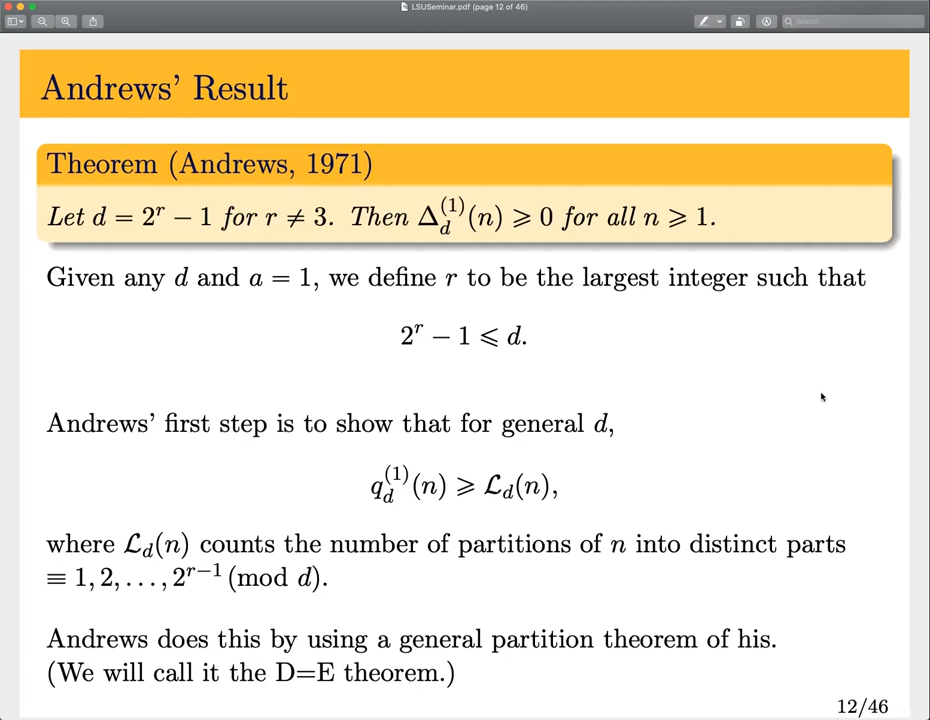 LSUSeminar.pdf (page 12 of 46)
Search
Andrews' Result
Theorem (Andrews, 1971)
Let d = 2^r − 1 for r ≠ 3. Then Δ_d^{(1)}(n) ⩾ 0 for all n ⩾ 1.
Given any d and a = 1, we define r to be the largest integer such that
2^r − 1 ⩽ d.
Andrews' first step is to show that for general d,
q_d^{(1)}(n) ⩾ ℒ_d(n),
where ℒ_d(n) counts the number of partitions of n into distinct parts
≡ 1, 2, . . . , 2^{r−1} (mod d).
Andrews does this by using a general partition theorem of his.
(We will call it the D=E theorem.)
12/46